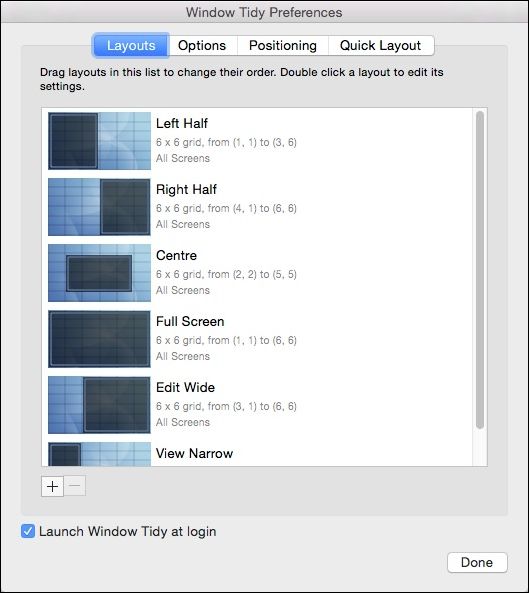 Window Tidy Preferences
Layouts Options Positioning Quick Layout
Drag layouts in this list to change their order. Double click a layout to edit its
settings.
Left Half
6 x 6 grid, from (1, 1) to (3, 6)
All Screens
Right Half
6 x 6 grid, from (4, 1) to (6, 6)
All Screens
Centre
6 x 6 grid, from (2, 2) to (5, 5)
All Screens
Full Screen
6 x 6 grid, from (1, 1) to (6, 6)
All Screens
Edit Wide
6 x 6 grid, from (3, 1) to (6, 6)
All Screens
View Narrow
Launch Window Tidy at login
Done